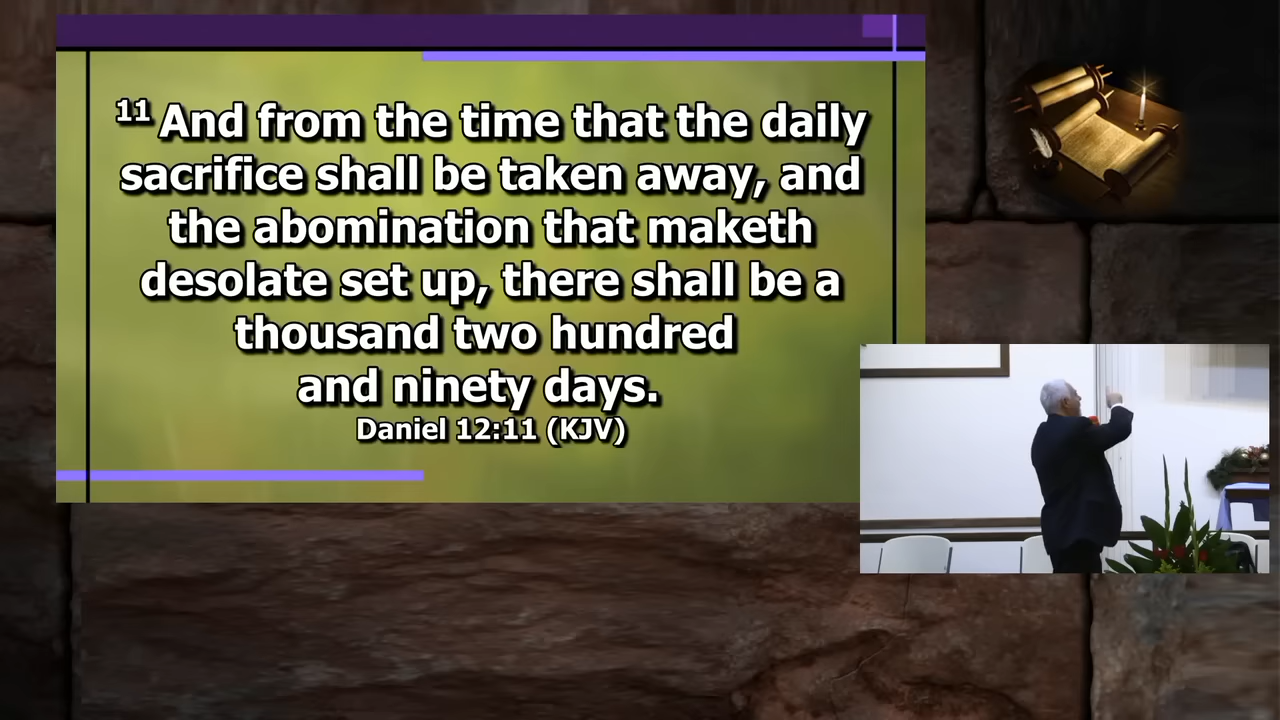 11 And from the time that the daily
sacrifice shall be taken away, and
the abomination that maketh
desolate set up, there shall be a
thousand two hundred
and ninety days.
Daniel 12:11 (KJV)